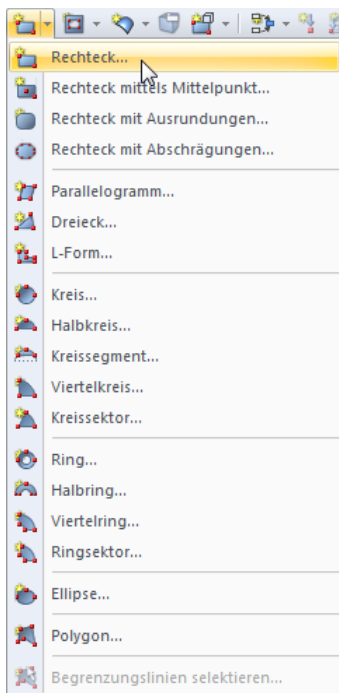 Rechteck...
Rechteck mittels Mittelpunkt...
Rechteck mit Ausrundungen...
Rechteck mit Abschrägungen...
Parallelogramm...
Dreieck...
L-Form...
Kreis...
Halbkreis...
Kreissegment...
Viertelkreis...
Kreissektor...
Ring...
Halbring...
Viertelring...
Ringsektor...
Ellipse...
Polygon...
Begrenzungslinien selektieren...